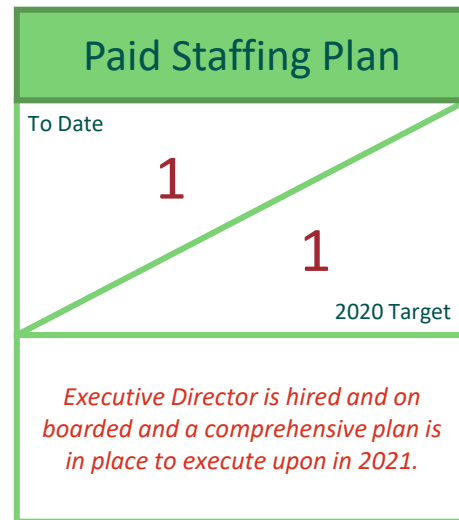 Paid Staffing Plan
To Date
1
1
2020 Target
Executive Director is hired and on
boarded and a comprehensive plan is
in place to execute upon in 2021.